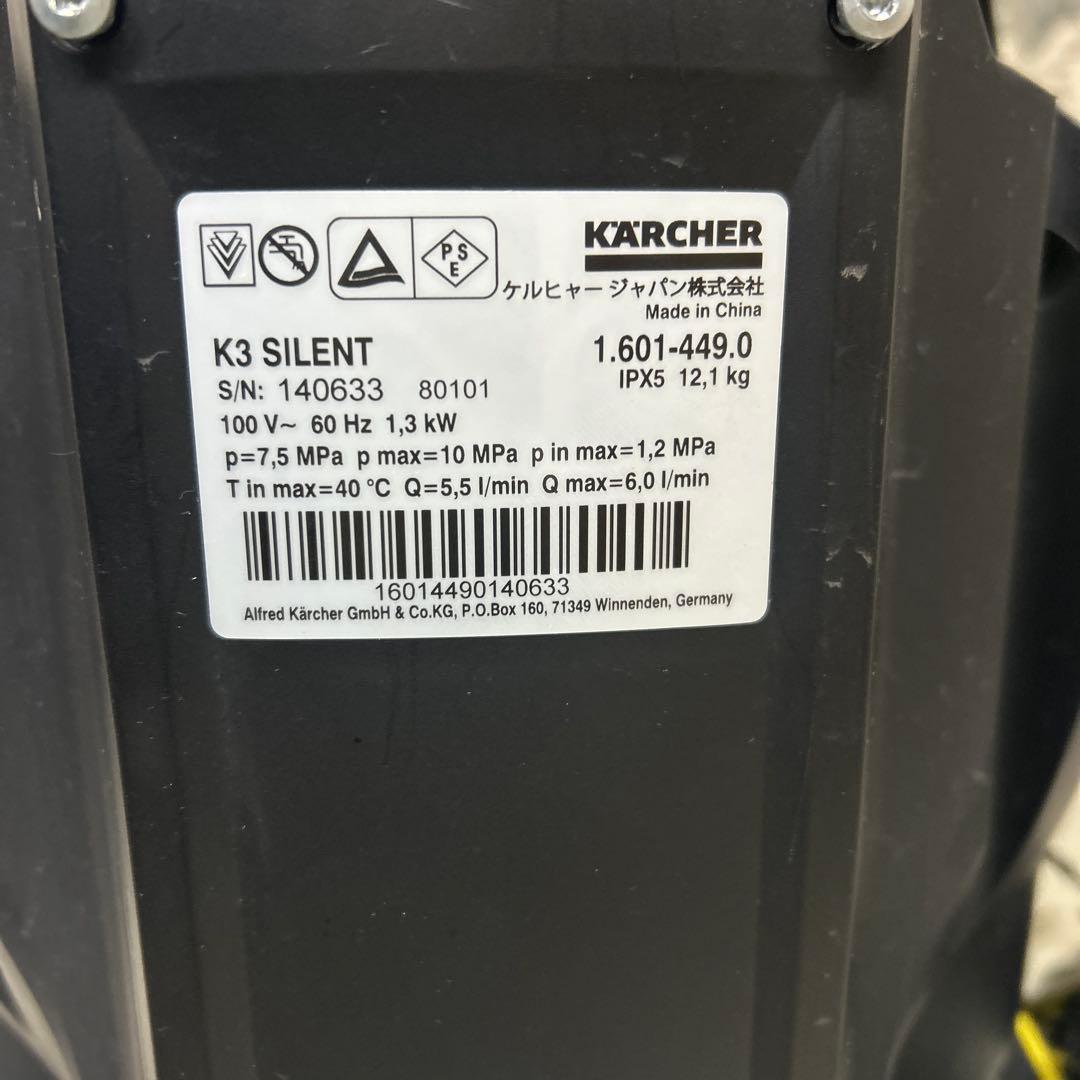 PSE
KÄRCHER
ケルヒャー ジャパン株式会社
Made in China
K3 SILENT 1.601-449.0
S/N: 140633 80101 IPX5 12,1 kg
100 V~ 60 Hz 1,3 kW
p=7,5 MPa p max=10 MPa p in max=1,2 MPa
T in max=40 °C Q=5,5 l/min Q max=6,0 l/min
16014490140633
Alfred Kärcher GmbH & Co.KG, P.O.Box 160, 71349 Winnenden, Germany